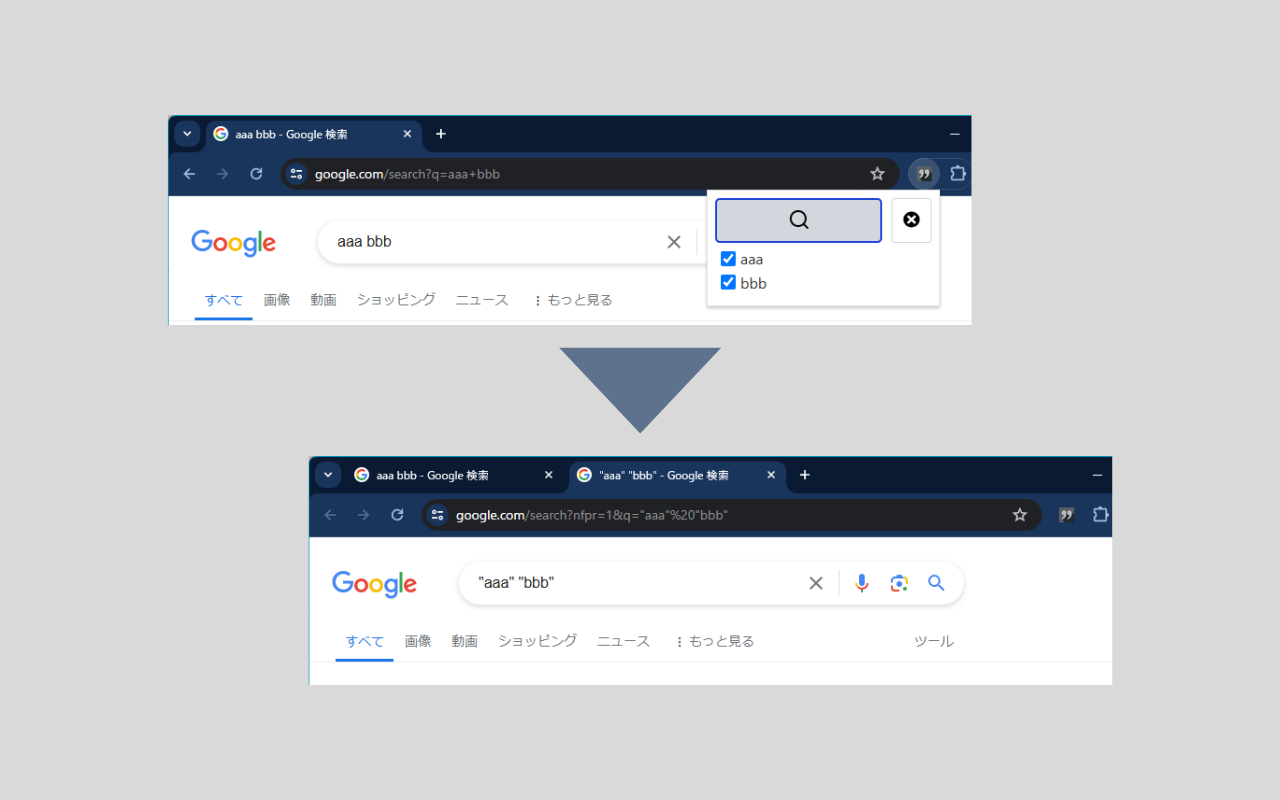 aaa bbb - Google 検索
google.com/search?q=aaa+bbb
Google
aaa bbb
aaa
bbb
すべて 画像 動画 ショッピング ニュース もっと見る
aaa bbb - Google 検索
"aaa" "bbb" - Google 検索
google.com/search?nfpr=1&q="aaa"%20"bbb"
Google
"aaa" "bbb"
すべて 画像 動画 ショッピング ニュース もっと見る ツール